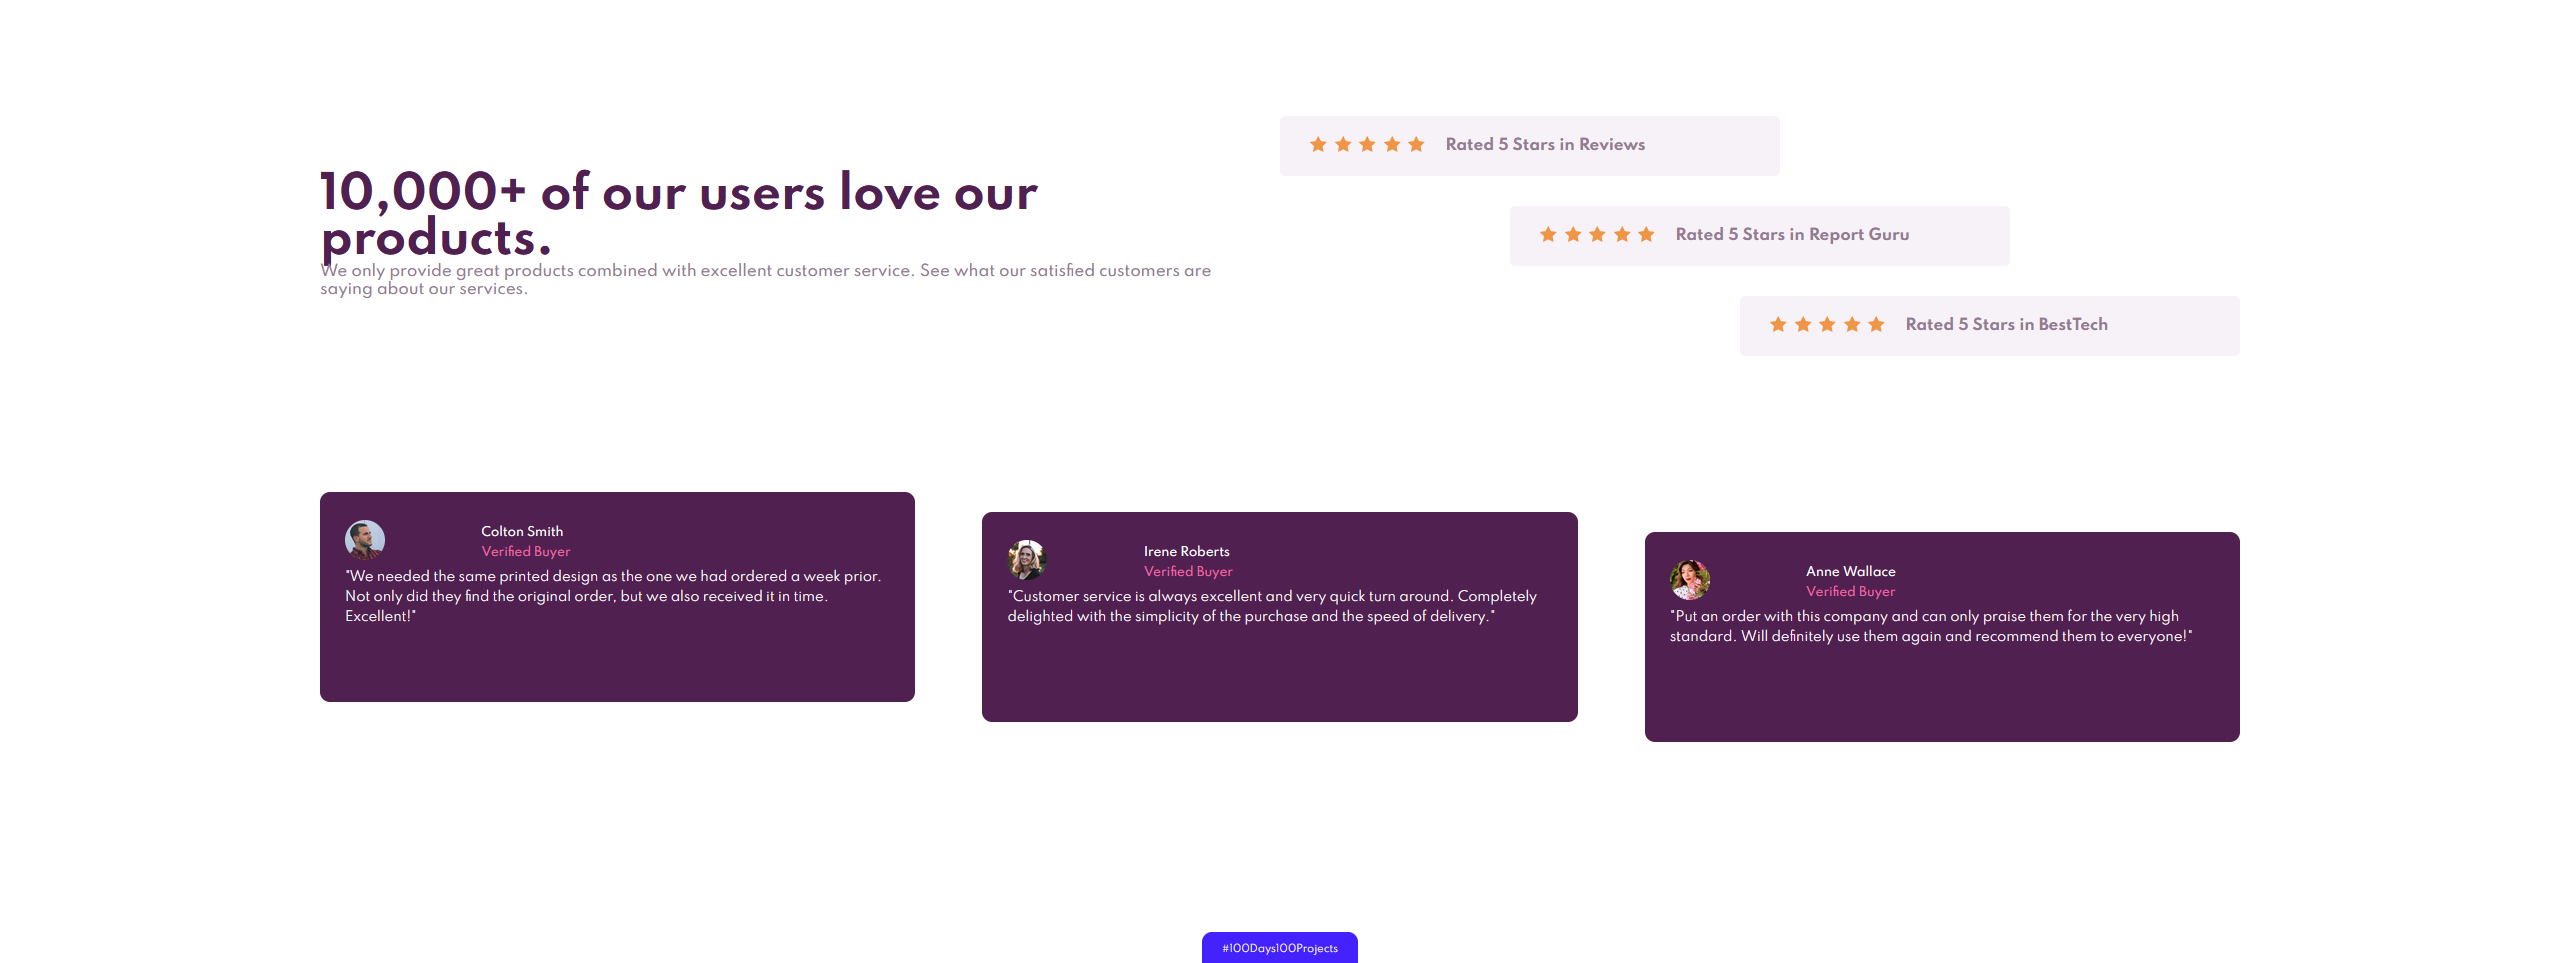 10,000+ of our users love our
products.
We only provide great products combined with excellent customer service. See what our satisfied customers are
saying about our services.
Rated 5 Stars in Reviews
Rated 5 Stars in Report Guru
Rated 5 Stars in BestTech
Colton Smith
Verified Buyer
"We needed the same printed design as the one we had ordered a week prior.
Not only did they find the original order, but we also received it in time.
Excellent!"
Irene Roberts
Verified Buyer
"Customer service is always excellent and very quick turn around. Completely
delighted with the simplicity of the purchase and the speed of delivery."
Anne Wallace
Verified Buyer
"Put an order with this company and can only praise them for the very high
standard. Will definitely use them again and recommend them to everyone!"
#100Days100Projects